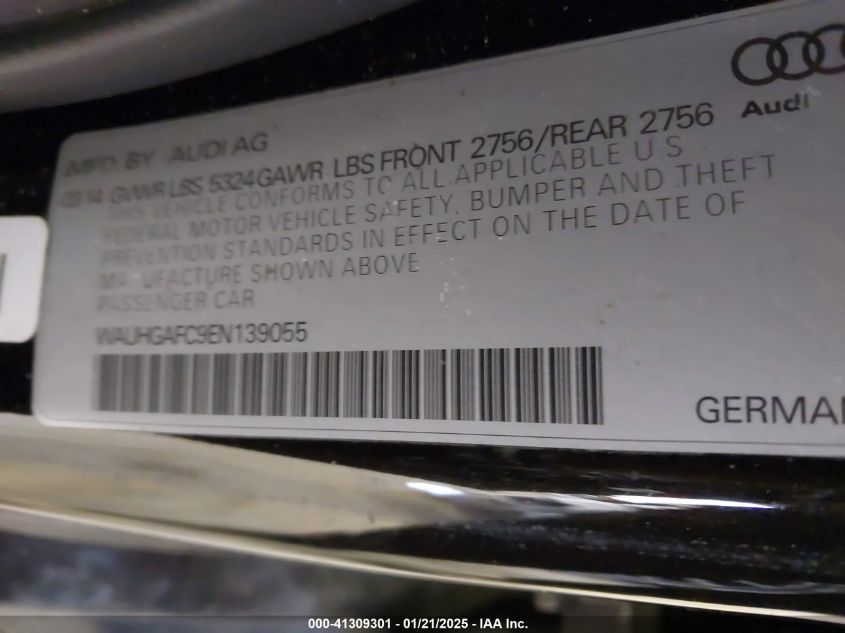 Audi
MFD BY AUDI AG
03 14 GVWR LBS 5324 GAWR LBS FRONT 2756/REAR 2756
THIS VEHICLE CONFORMS TO ALL APPLICABLE U S
FEDERAL MOTOR VEHICLE SAFETY, BUMPER AND THEFT
PREVENTION STANDARDS IN EFFECT ON THE DATE OF
MANUFACTURE SHOWN ABOVE
PASSENGER CAR
WAUHGAFC9EN139055
GERMAN
000-41309301 - 01/21/2025 - IAA Inc.